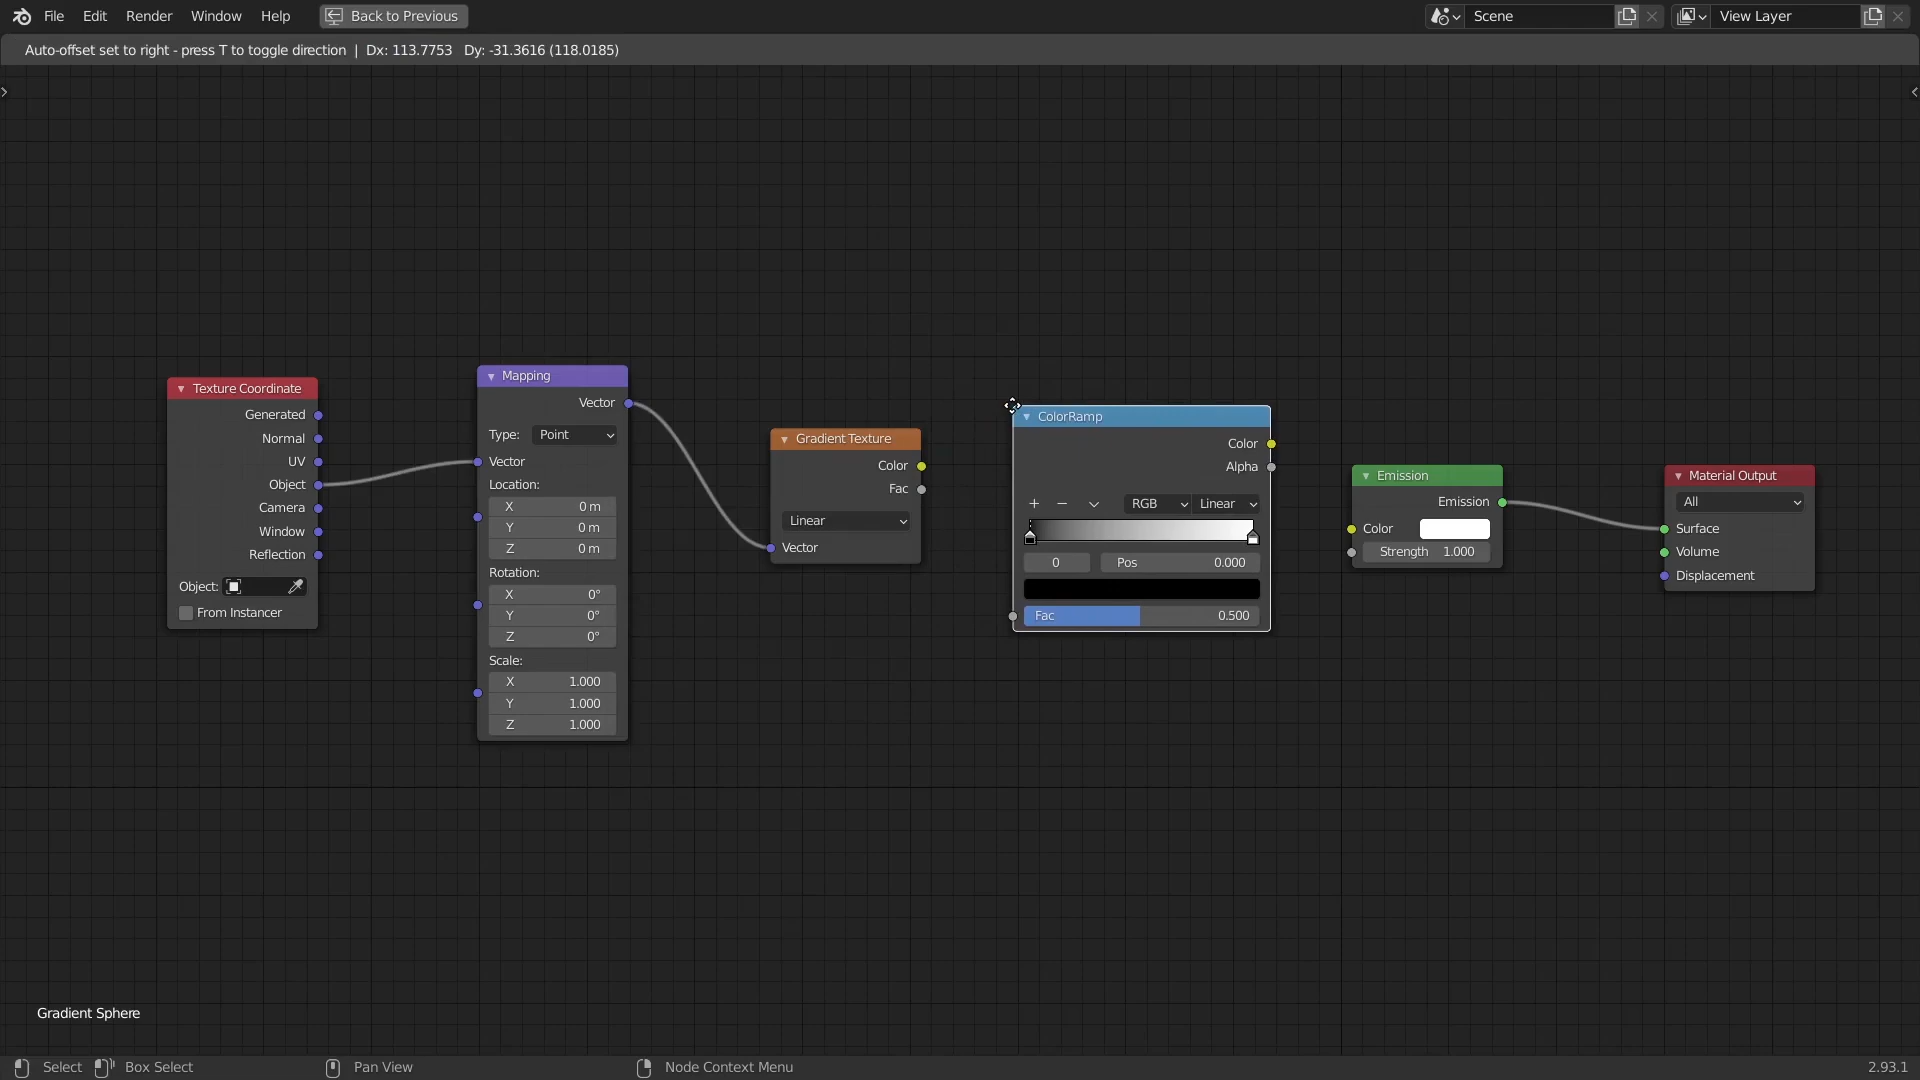 File Edit Render Window Help Back to Previous Scene View Layer
Auto-offset set to right - press T to toggle direction | Dx: 113.7753 Dy: -31.3616 (118.0185)
Texture Coordinate
Generated
Normal
UV
Object
Camera
Window
Reflection
Object:
From Instancer
Mapping
Vector
Type: Point
Vector
Location:
X 0 m
Y 0 m
Z 0 m
Rotation:
X 0°
Y 0°
Z 0°
Scale:
X 1.000
Y 1.000
Z 1.000
Gradient Texture
Color
Fac
Linear
Vector
ColorRamp
Color
Alpha
+ − RGB Linear
0 Pos 0.000
Fac 0.500
Emission
Emission
Color
Strength 1.000
Material Output
All
Surface
Volume
Displacement
Gradient Sphere
Select Box Select Pan View Node Context Menu 2.93.1